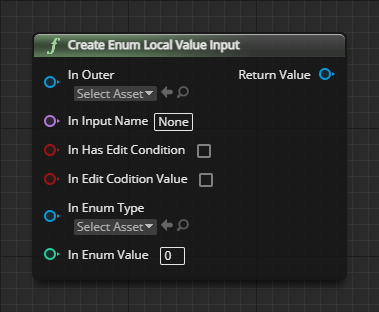 f Create Enum Local Value Input
In Outer Return Value
Select Asset
In Input Name None
In Has Edit Condition
In Edit Codition Value
In Enum Type
Select Asset
In Enum Value 0